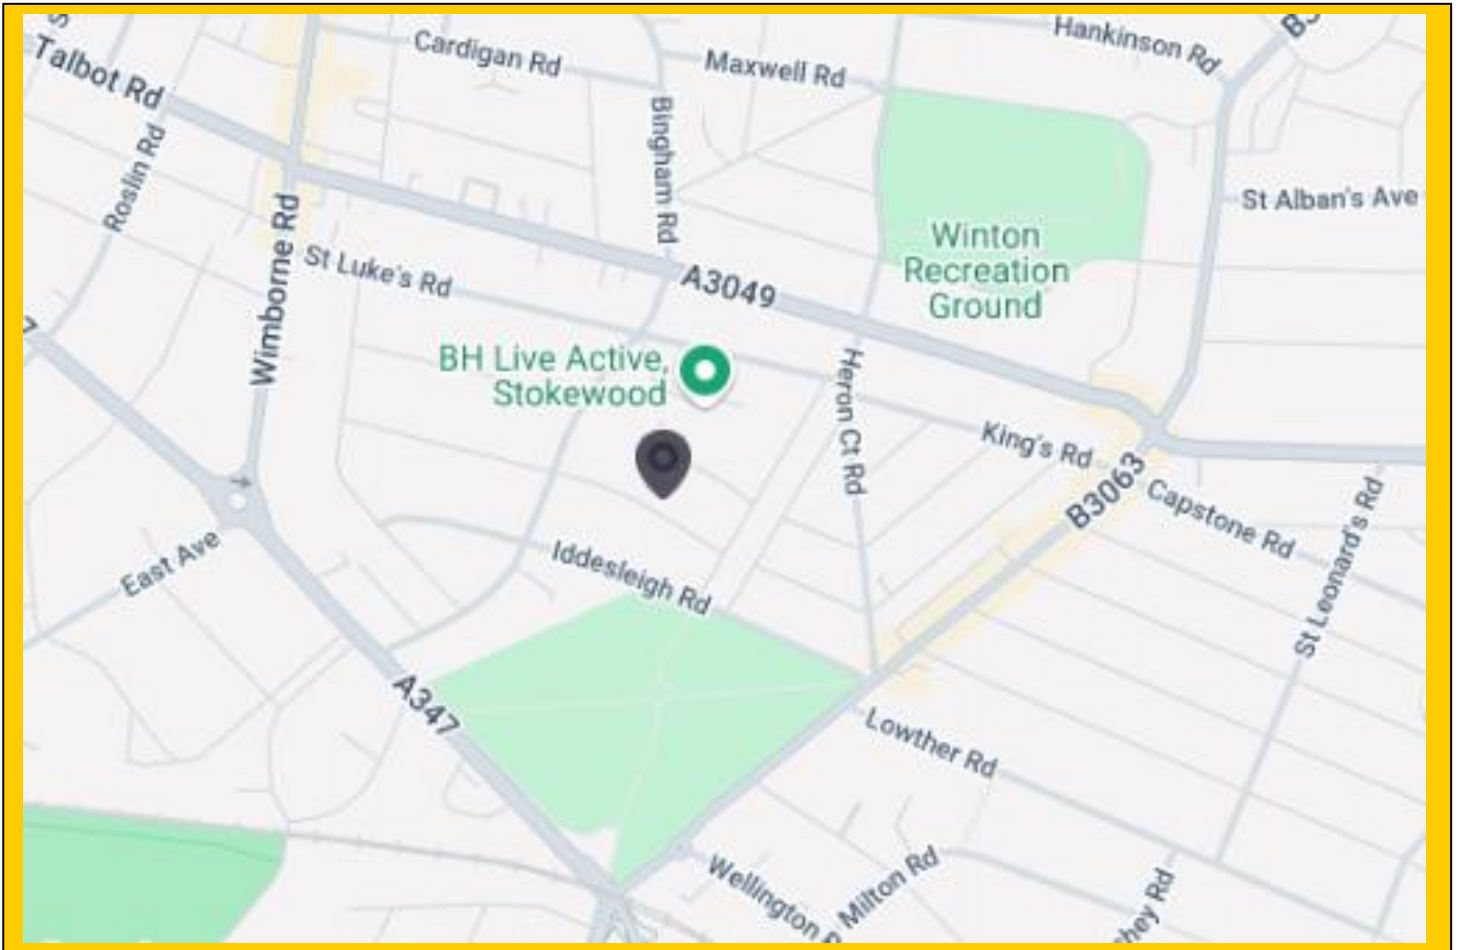 Cardigan Rd
Maxwell Rd
Hankinson Rd
Talbot Rd
Roslin Rd
Bingham Rd
St Alban's Ave
Wimborne Rd
St Luke's Rd
A3049
Winton
Recreation
Ground
BH Live Active,
Stokewood
Heron Ct Rd
King's Rd
B3063
Capstone Rd
St Leonard's Rd
East Ave
Iddesleigh Rd
A347
Lowther Rd
Wellington
Milton Rd
Rd